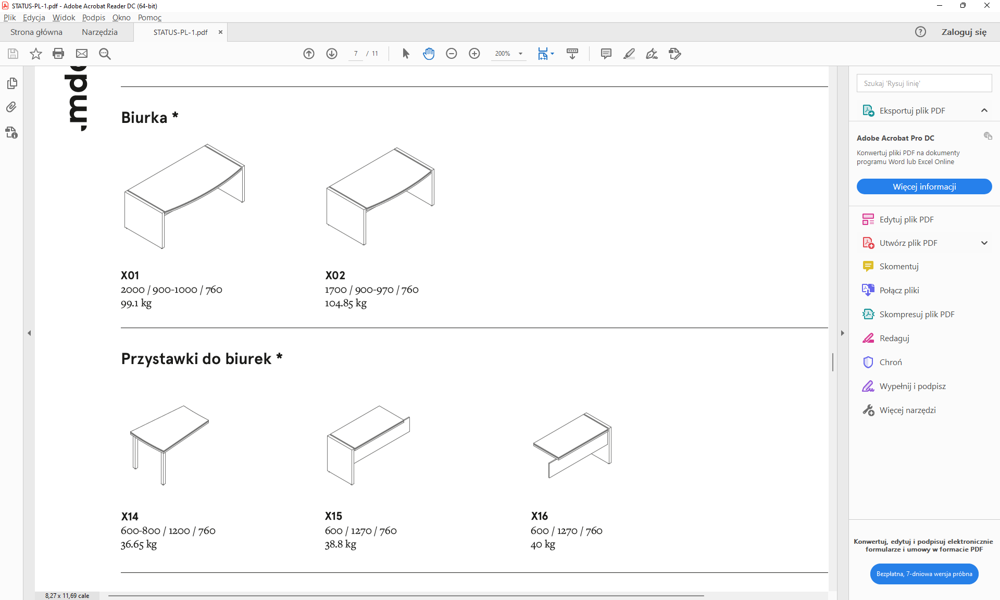 STATUS-PL-1.pdf - Adobe Acrobat Reader DC (64-bit)
Plik Edycja Widok Podpis Okno Pomoc
Strona główna Narzędzia STATUS-PL-1.pdf × ? Zaloguj się
7 / 11 200%
.md
Biurka *
X01
2000 / 900-1000 / 760
99.1 kg
X02
1700 / 900-970 / 760
104.85 kg
Przystawki do biurek *
X14
600-800 / 1200 / 760
36.65 kg
X15
600 / 1270 / 760
38.8 kg
X16
600 / 1270 / 760
40 kg
8,27 x 11,69 cale
Szukaj 'Rysuj linię'
Eksportuj plik PDF
Adobe Acrobat Pro DC
Konwertuj pliki PDF na dokumenty
programu Word lub Excel Online
Więcej informacji
Edytuj plik PDF
Utwórz plik PDF
Skomentuj
Połącz pliki
Skompresuj plik PDF
Redaguj
Chroń
Wypełnij i podpisz
Więcej narzędzi
Konwertuj, edytuj i podpisuj elektronicznie
formularze i umowy w formacie PDF
Bezpłatna, 7-dniowa wersja próbna